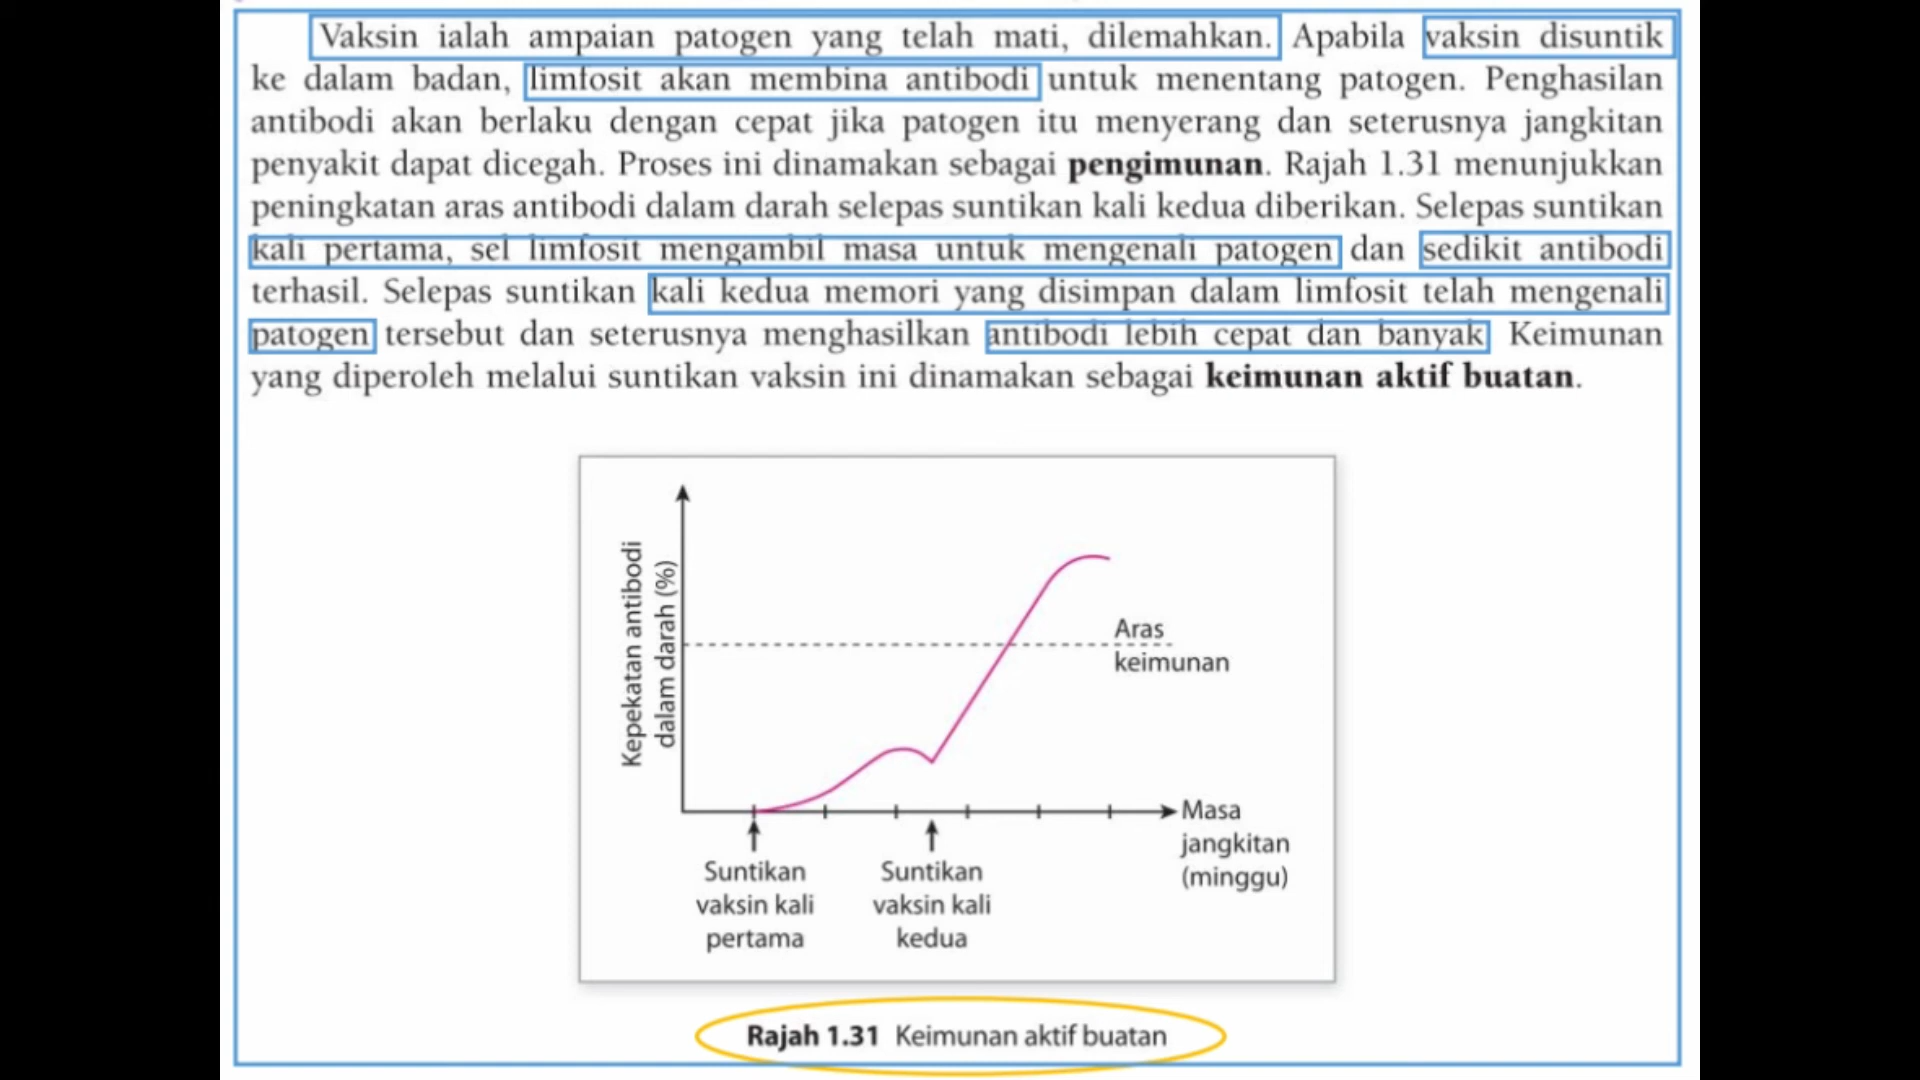 Vaksin ialah ampaian patogen yang telah mati, dilemahkan. Apabila vaksin disuntik
ke dalam badan, limfosit akan membina antibodi untuk menentang patogen. Penghasilan
antibodi akan berlaku dengan cepat jika patogen itu menyerang dan seterusnya jangkitan
penyakit dapat dicegah. Proses ini dinamakan sebagai pengimunan. Rajah 1.31 menunjukkan
peningkatan aras antibodi dalam darah selepas suntikan kali kedua diberikan. Selepas suntikan
kali pertama, sel limfosit mengambil masa untuk mengenali patogen dan sedikit antibodi
terhasil. Selepas suntikan kali kedua memori yang disimpan dalam limfosit telah mengenali
patogen tersebut dan seterusnya menghasilkan antibodi lebih cepat dan banyak Keimunan
yang diperoleh melalui suntikan vaksin ini dinamakan sebagai keimunan aktif buatan.
Kepekatan antibodi
dalam darah (%)
Aras
keimunan
Masa
jangkitan
(minggu)
Suntikan
vaksin kali
pertama
Suntikan
vaksin kali
kedua
Rajah 1.31 Keimunan aktif buatan